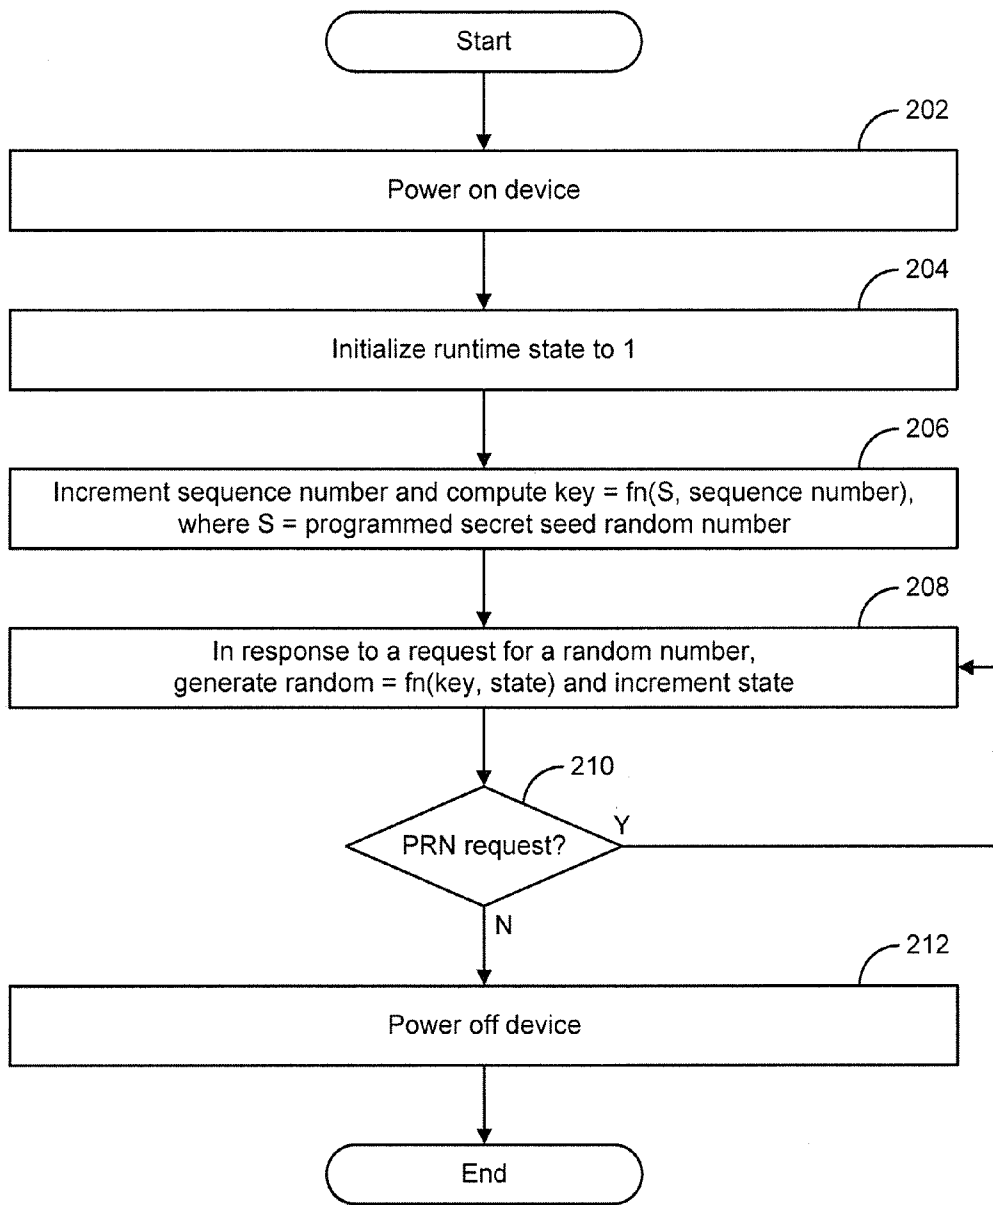 Start
202
Power on device
204
Initialize runtime state to 1
206
Increment sequence number and compute key = fn(S, sequence number),
where S = programmed secret seed random number
208
In response to a request for a random number,
generate random = fn(key, state) and increment state
210
PRN request?
Y
N
212
Power off device
End